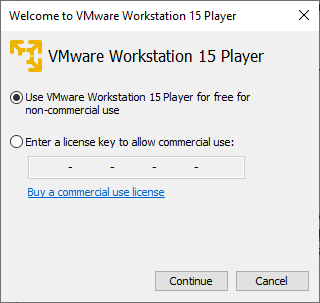 Welcome to VMware Workstation 15 Player
VMware Workstation 15 Player
Use VMware Workstation 15 Player for free for
non-commercial use
Enter a license key to allow commercial use:
- - - -
Buy a commercial use license
Continue Cancel